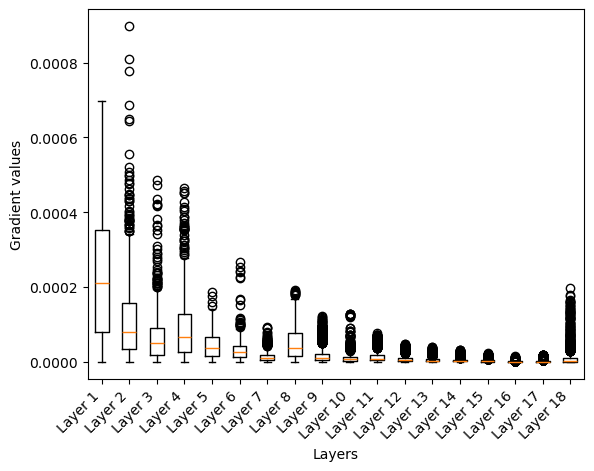 Gradient values
0.0008
0.0006
0.0004
0.0002
0.0000
Layer 1
Layer 2
Layer 3
Layer 4
Layer 5
Layer 6
Layer 7
Layer 8
Layer 9
Layer 10
Layer 11
Layer 12
Layer 13
Layer 14
Layer 15
Layer 16
Layer 17
Layer 18
Layers